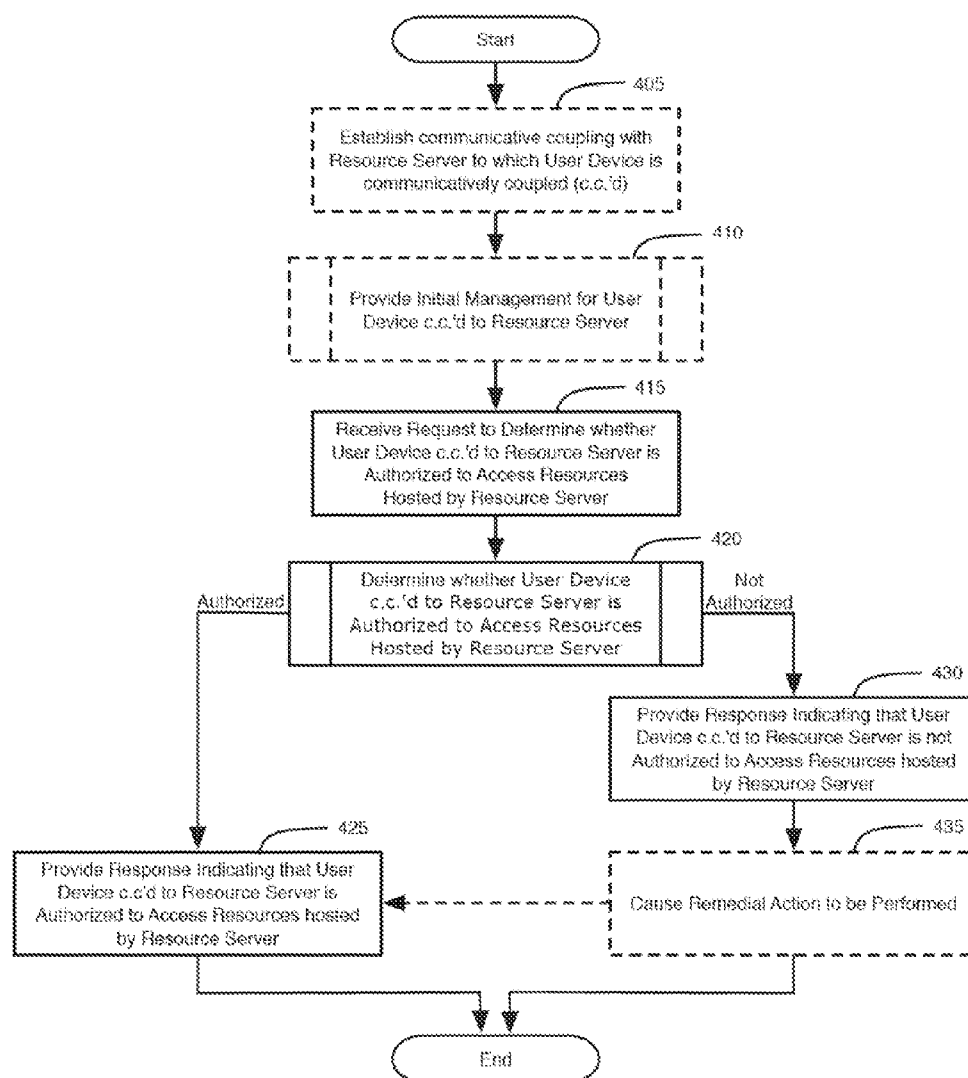 Start
405
Establish communicative coupling with
Resource Server to which User Device is
communicatively coupled (c.c.'d)
410
Provide Initial Management for User
Device c.c.'d to Resource Server
415
Receive Request to Determine whether
User Device c.c.'d to Resource Server is
Authorized to Access Resources
Hosted by Resource Server
420
Authorized
Determine whether User Device
c.c.'d to Resource Server is
Authorized to Access Resources
Hosted by Resource Server
Not
Authorized
430
Provide Response Indicating that User
Device c.c.'d to Resource Server is not
Authorized to Access Resources hosted
by Resource Server
425
Provide Response Indicating that User
Device c.c'd to Resource Server is
Authorized to Access Resources hosted
by Resource Server
435
Cause Remedial Action to be Performed
End